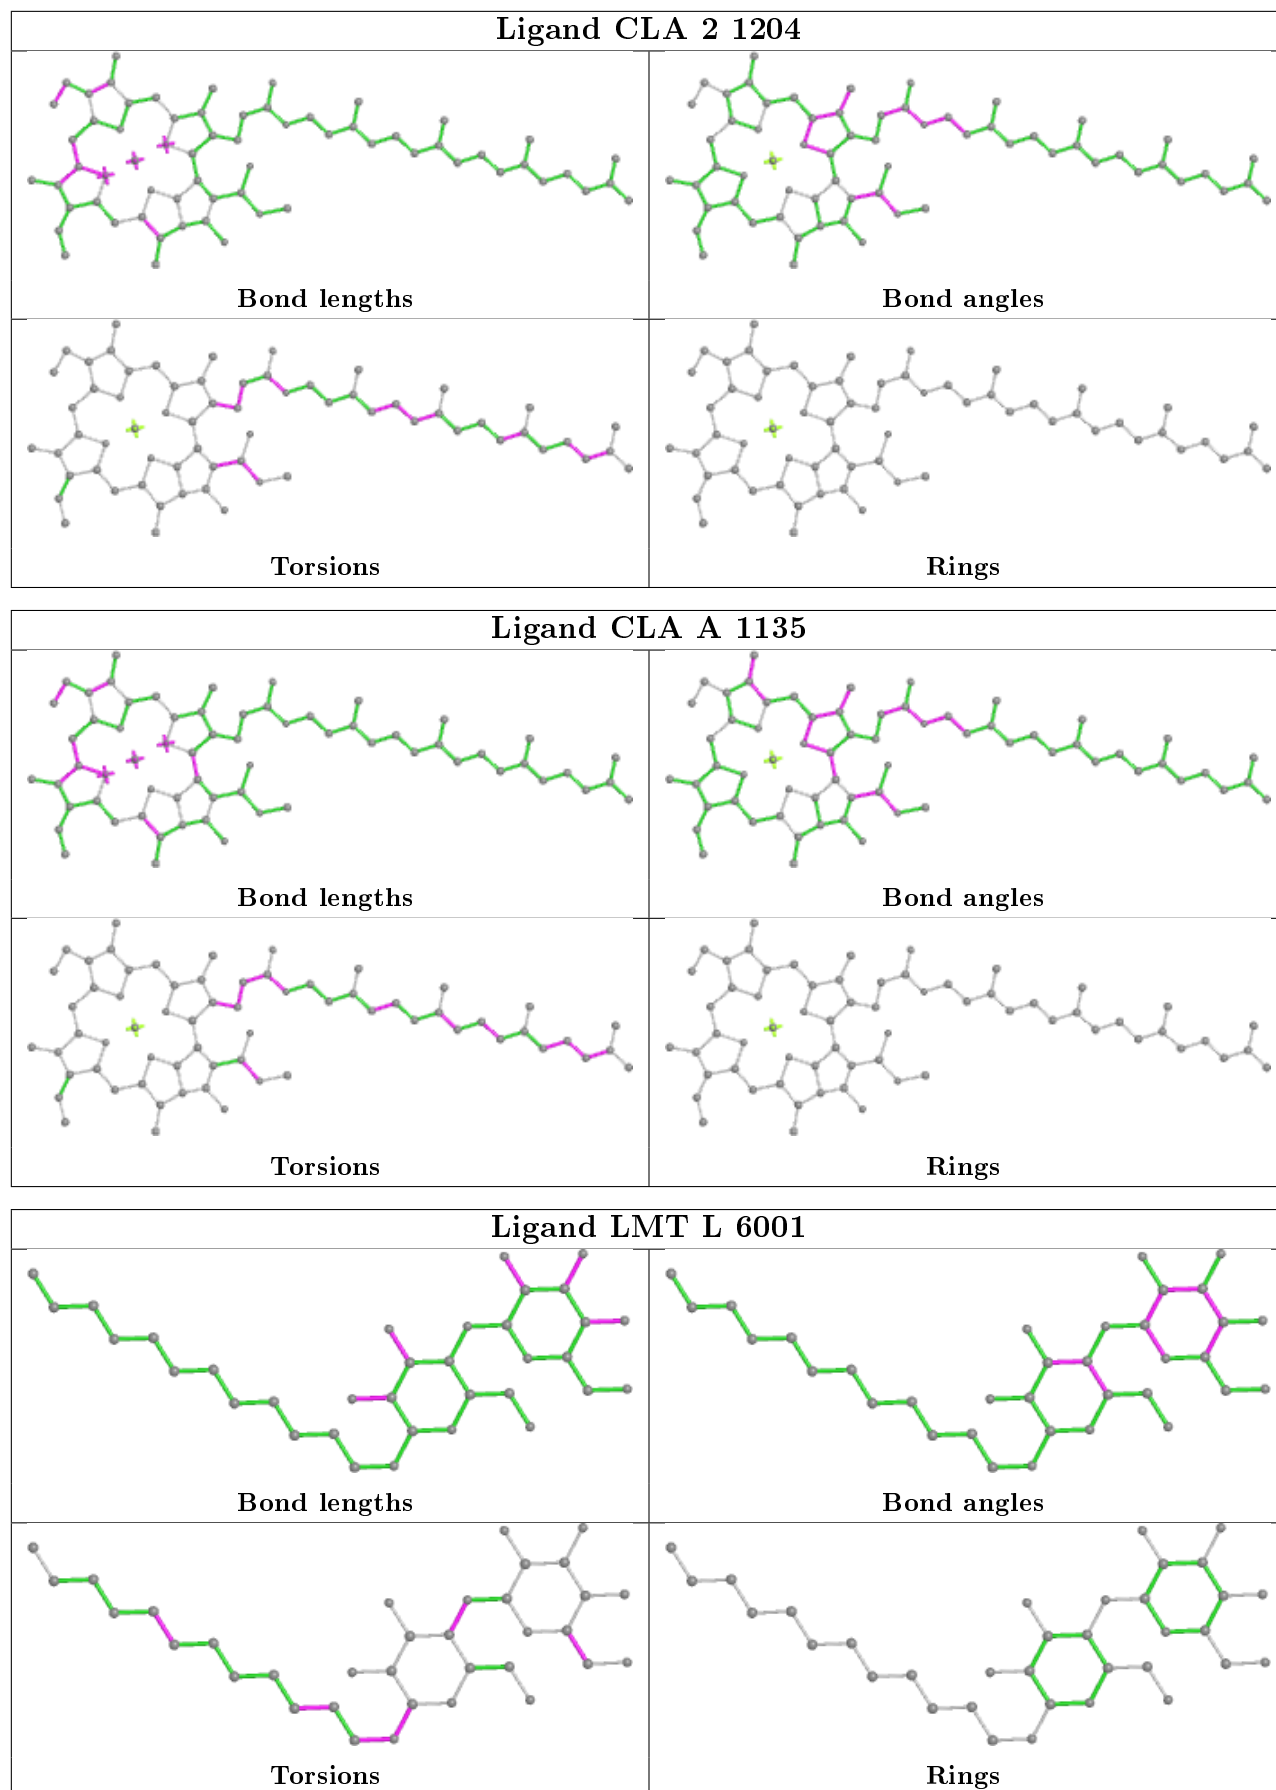 Ligand CLA 2 1204
Bond lengths
Bond angles
Torsions
Rings
Ligand CLA A 1135
Bond lengths
Bond angles
Torsions
Rings
Ligand LMT L 6001
Bond lengths
Bond angles
Torsions
Rings